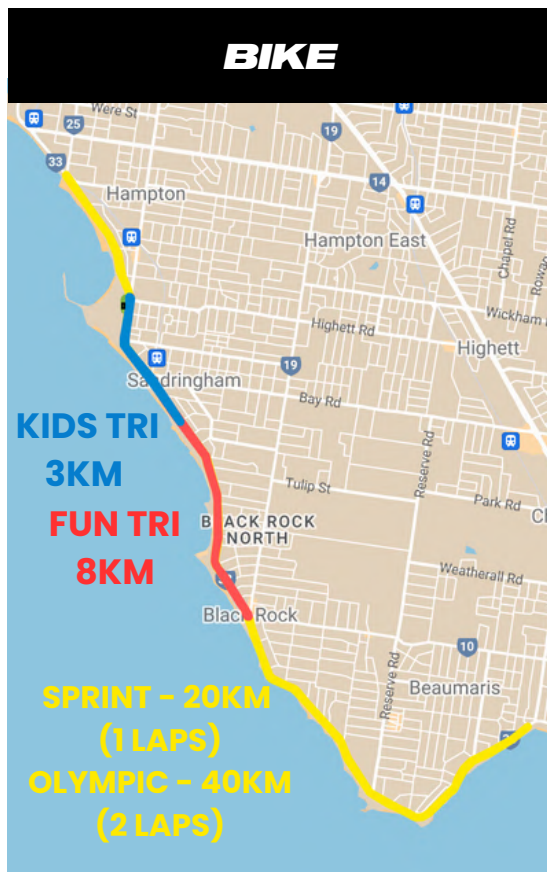 BIKE
Were St
25
19
33
14
Hampton
Chapel Rd
Hampton East
Wickham
Highett Rd
Highett
19
Sandringham
Bay Rd
KIDS TRI
3KM
Reserve Rd
Tulip St
Park Rd
FUN TRI
BLACK ROCK
NORTH
8KM
Weatherall Rd
Black Rock
10
Reserve Rd
Beaumaris
SPRINT - 20KM
(1 LAPS)
OLYMPIC - 40KM
(2 LAPS)